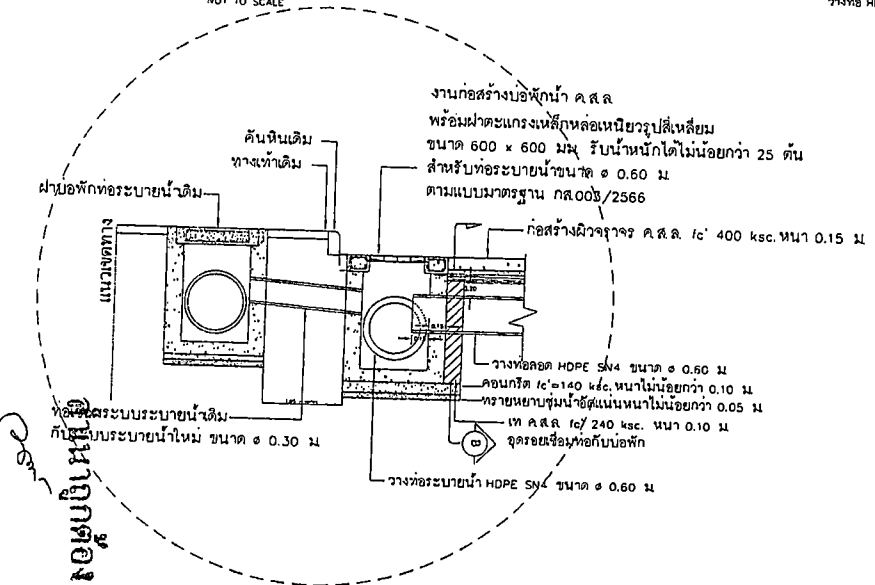 NOT TO SCALE
วางท่อ
งานก่อสร้างบ่อพักน้ำ ค.ส.ล.
พร้อมฝาตะแกรงเหล็กหล่อเหนียวรูปสี่เหลี่ยม
ขนาด 600 x 600 มม. รับน้ำหนักได้ไม่น้อยกว่า 25 ตัน
สำหรับท่อระบายน้ำขนาด ø 0.60 ม.
ตามแบบมาตรฐาน กส.003/2566
คันหินเดิม
ทางเท้าเดิม
ฝาบ่อพักท่อระบายน้ำเดิม
ก่อสร้างผิวจราจร ค.ส.ล. fc' 400 ksc. หนา 0.15 ม.
แนวเขตทาง
วางท่อลอด HDPE SN4 ขนาด ø 0.60 ม.
คอนกรีต fc'=140 ksc. หนาไม่น้อยกว่า 0.10 ม.
ทรายหยาบชุ่มน้ำอัดแน่นหนาไม่น้อยกว่า 0.05 ม.
เท ค.ส.ล. fc' 240 ksc. หนา 0.10 ม.
อุดรอยเชื่อมท่อกับบ่อพัก
ระบบระบายน้ำเดิม
กับระบบระบายน้ำใหม่ ขนาด ø 0.30 ม.
วางท่อระบายน้ำ HDPE SN4 ขนาด ø 0.60 ม.
สำเนาถูกต้อง